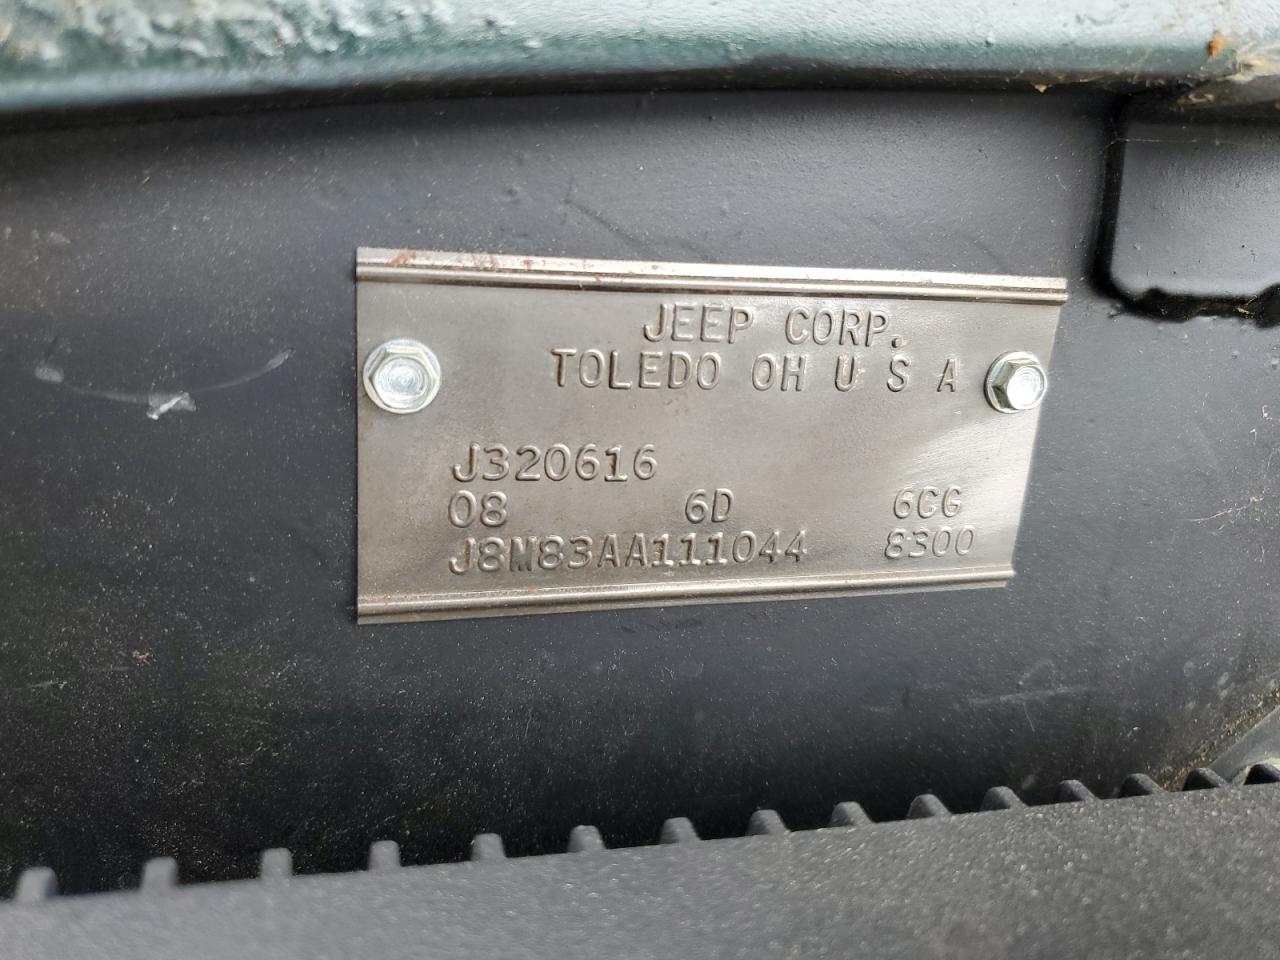 JEEP CORP.
TOLEDO OH U S A
J320616
08 6D 6CG
J8M83AA111044 8300